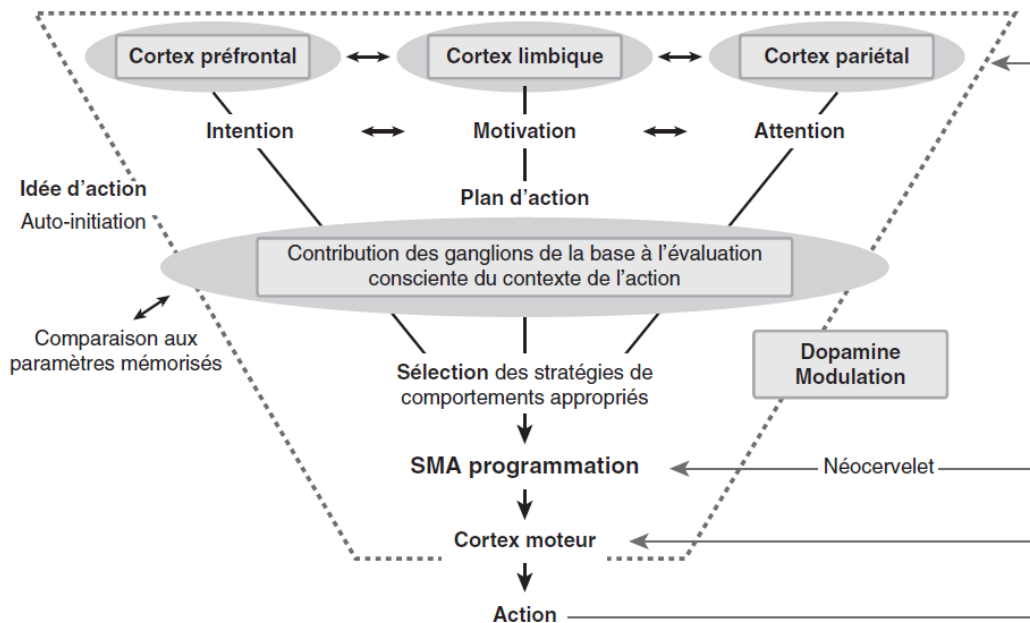 Cortex préfrontal
Cortex limbique
Cortex pariétal
Intention
Motivation
Attention
Idée d’action
Auto-initiation
Plan d’action
Contribution des ganglions de la base à l’évaluation
consciente du contexte de l’action
Comparaison aux
paramètres mémorisés
Dopamine
Modulation
Sélection des stratégies de
comportements appropriés
SMA programmation
Néocervelet
Cortex moteur
Action